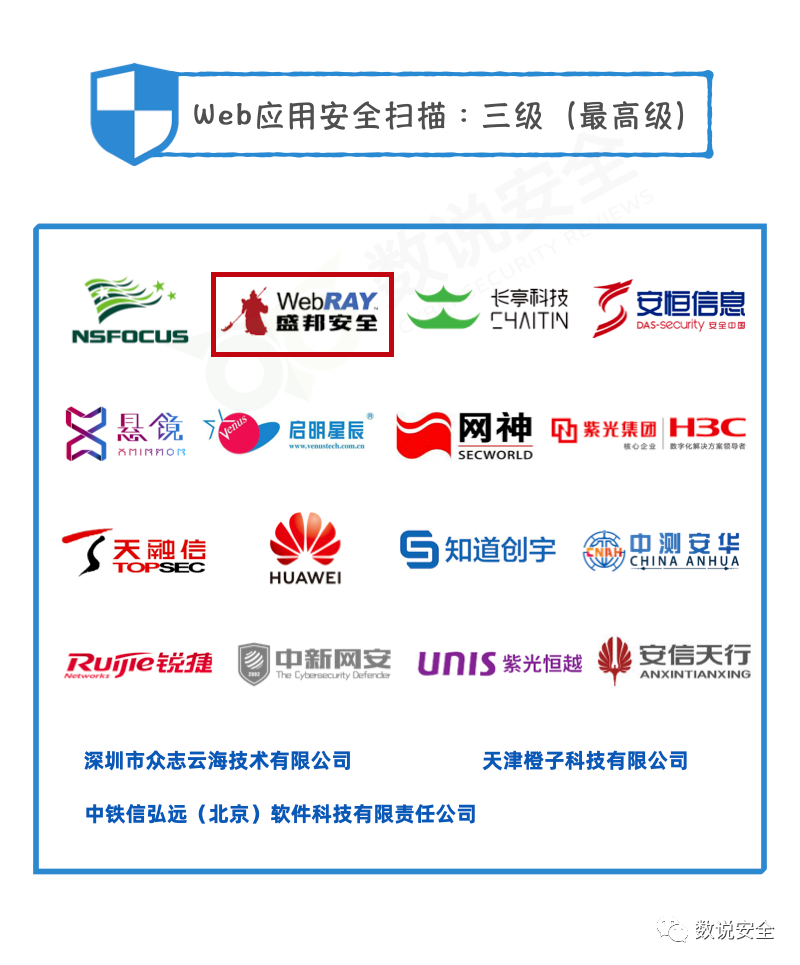 Web应用安全扫描：三级（最高级）
数说安全
SECURITY REVIEWS
NSFOCUS
WebRAY™
盛邦安全
长亭科技
CHAITIN
安恒信息
DAS-security 安全中国
悬镜
XMIRROR
Venus
启明星辰®
www.venustech.com.cn
网神
SECWORLD
紫光集团
核心企业
H3C
数字化解决方案领导者
天融信
TOPSEC
HUAWEI
知道创宇
CNAH
中测安华
CHINA ANHUA
Ruijie锐捷
Networks
2002
中新网安
The Cybersecurity Defender
UNIS 紫光恒越
安信天行
ANXINTIANXING
深圳市众志云海技术有限公司
天津橙子科技有限公司
中铁信弘远（北京）软件科技有限责任公司
数说安全